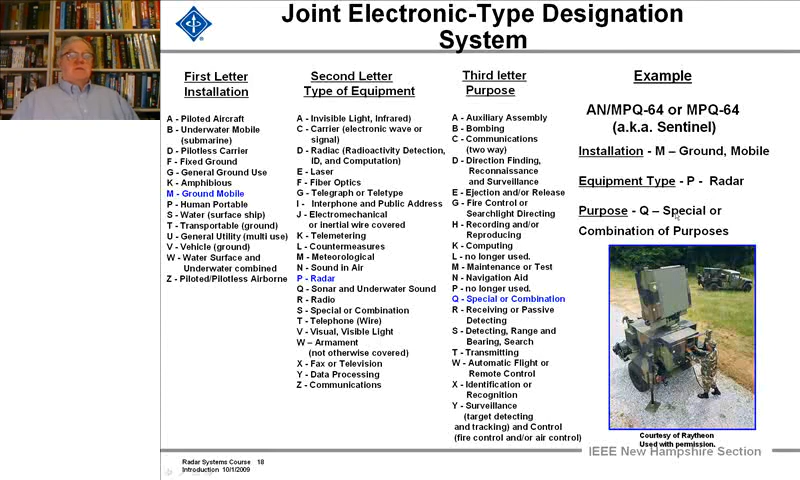 Joint Electronic-Type Designation
System
First Letter
Installation
A - Piloted Aircraft
B - Underwater Mobile
(submarine)
D - Pilotless Carrier
F - Fixed Ground
G - General Ground Use
K - Amphibious
M - Ground Mobile
P - Human Portable
S - Water (surface ship)
T - Transportable (ground)
U - General Utility (multi use)
V - Vehicle (ground)
W - Water Surface and
Underwater combined
Z - Piloted/Pilotless Airborne
Second Letter
Type of Equipment
A - Invisible Light, Infrared)
C - Carrier (electronic wave or
signal)
D - Radiac (Radioactivity Detection,
ID, and Computation)
E - Laser
F - Fiber Optics
G - Telegraph or Teletype
I - Interphone and Public Address
J - Electromechanical
or inertial wire covered
K - Telemetering
L - Countermeasures
M - Meteorological
N - Sound in Air
P - Radar
Q - Sonar and Underwater Sound
R - Radio
S - Special or Combination
T - Telephone (Wire)
V - Visual, Visible Light
W – Armament
(not otherwise covered)
X - Fax or Television
Y - Data Processing
Z - Communications
Third letter
Purpose
A - Auxiliary Assembly
B - Bombing
C - Communications
(two way)
D - Direction Finding,
Reconnaissance
and Surveillance
E - Ejection and/or Release
G - Fire Control or
Searchlight Directing
H - Recording and/or
Reproducing
K - Computing
L - no longer used.
M - Maintenance or Test
N - Navigation Aid
P - no longer used.
Q - Special or Combination
R - Receiving or Passive
Detecting
S - Detecting, Range and
Bearing, Search
T - Transmitting
W - Automatic Flight or
Remote Control
X - Identification or
Recognition
Y - Surveillance
(target detecting
and tracking) and Control
(fire control and/or air control)
Example
AN/MPQ-64 or MPQ-64
(a.k.a. Sentinel)
Installation - M – Ground, Mobile
Equipment Type - P - Radar
Purpose - Q – Special or
Combination of Purposes
Courtesy of Raytheon
Used with permission.
IEEE New Hampshire Section
Radar Systems Course 18
Introduction 10/1/2009